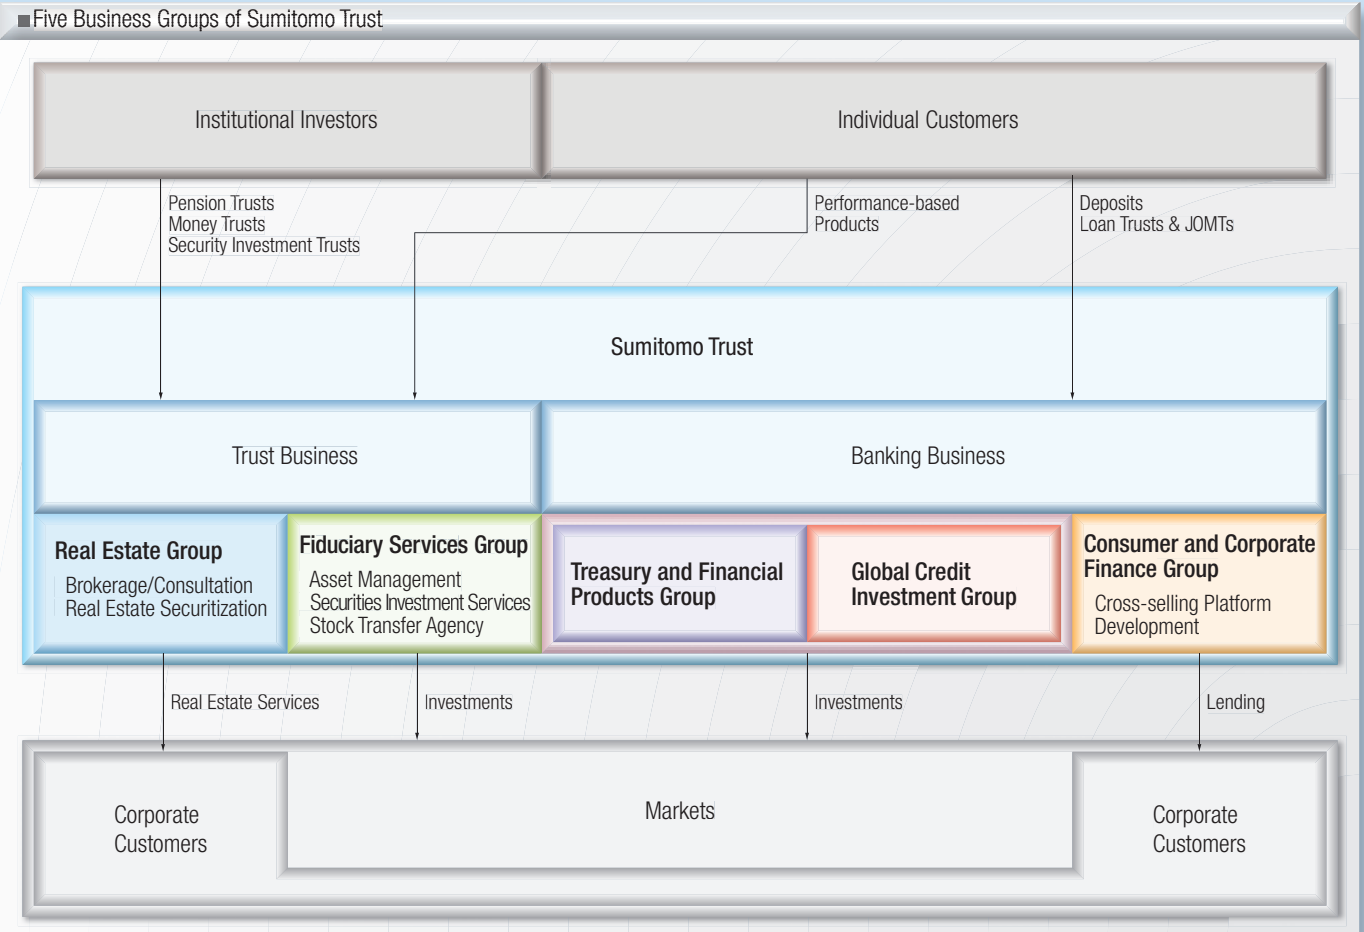 Five Business Groups of Sumitomo Trust
Institutional Investors
Individual Customers
Pension Trusts
Money Trusts
Security Investment Trusts
Performance-based
Products
Deposits
Loan Trusts & JOMTs
Sumitomo Trust
Trust Business
Banking Business
Real Estate Group
Brokerage/Consultation
Real Estate Securitization
Fiduciary Services Group
Asset Management
Securities Investment Services
Stock Transfer Agency
Treasury and Financial
Products Group
Global Credit
Investment Group
Consumer and Corporate
Finance Group
Cross-selling Platform
Development
Real Estate Services
Investments
Investments
Lending
Corporate
Customers
Markets
Corporate
Customers